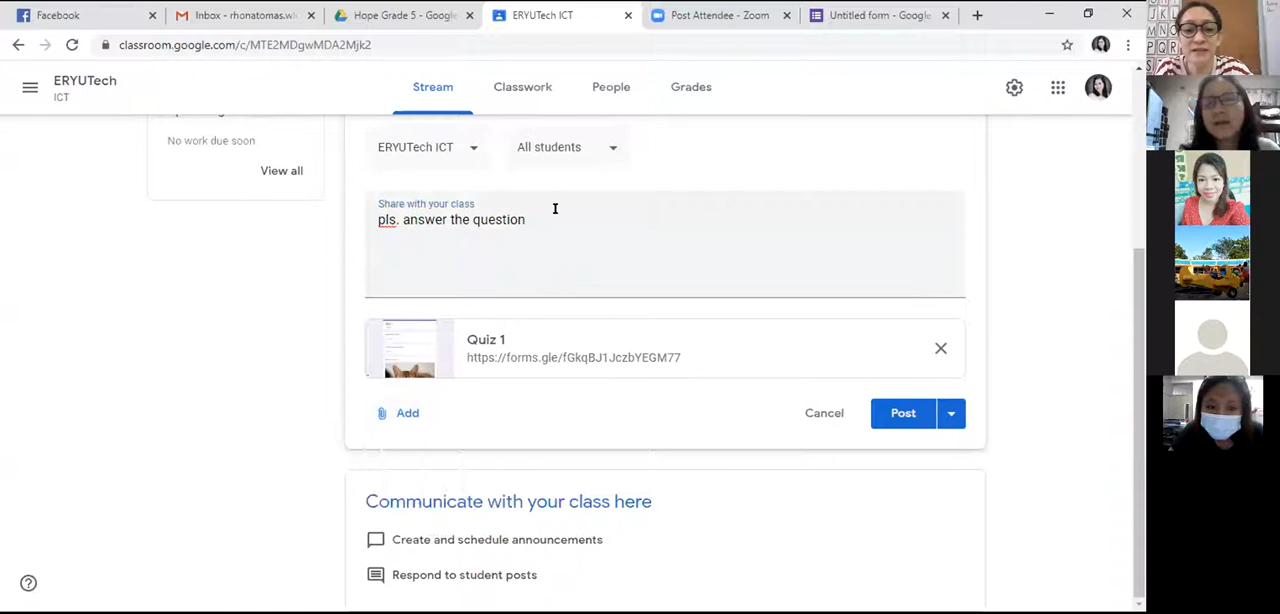 Facebook
Inbox - rhonatomas.wl
Hope Grade 5 - Google
ERYUTech ICT
Post Attendee - Zoom
Untitled form - Google
classroom.google.com/c/MTE2MDgwMDA2Mjk2
ERYUTech
ICT
Stream
Classwork
People
Grades
No work due soon
View all
ERYUTech ICT
All students
Share with your class
pls. answer the question
Quiz 1
https://forms.gle/fGkqBJ1JczbYEGM77
Add
Cancel
Post
Communicate with your class here
Create and schedule announcements
Respond to student posts